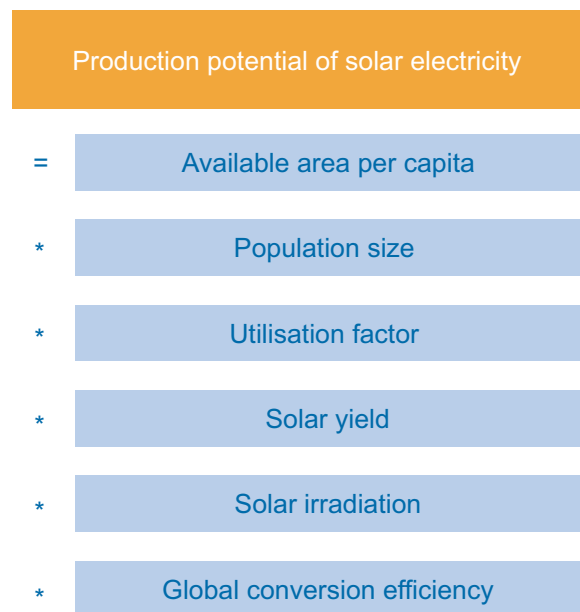 Production potential of solar electricity
= Available area per capita
* Population size
* Utilisation factor
* Solar yield
* Solar irradiation
* Global conversion efficiency